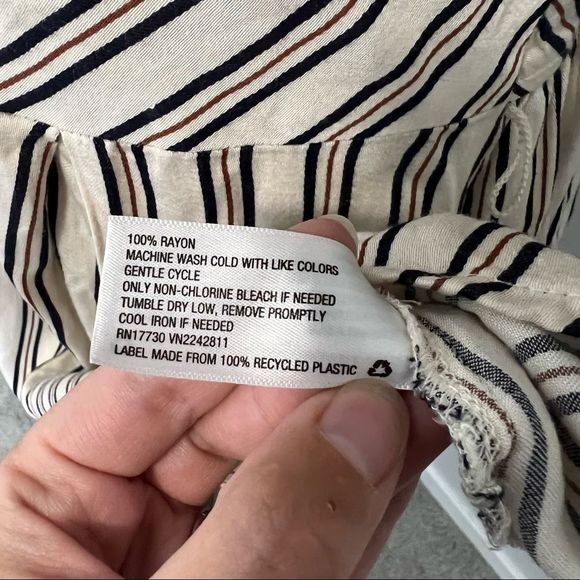 100% RAYON
MACHINE WASH COLD WITH LIKE COLORS
GENTLE CYCLE
ONLY NON-CHLORINE BLEACH IF NEEDED
TUMBLE DRY LOW, REMOVE PROMPTLY
COOL IRON IF NEEDED
RN17730 VN2242811
LABEL MADE FROM 100% RECYCLED PLASTIC